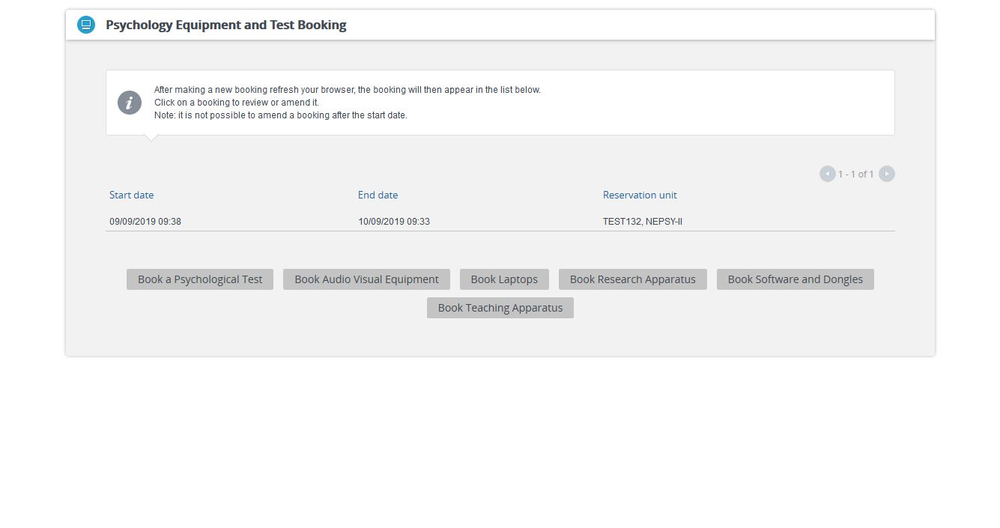 Psychology Equipment and Test Booking
After making a new booking refresh your browser, the booking will then appear in the list below.
Click on a booking to review or amend it.
Note: it is not possible to amend a booking after the start date.
1 - 1 of 1
Start date End date Reservation unit
09/09/2019 09:38 10/09/2019 09:33 TEST132, NEPSY-II
Book a Psychological Test Book Audio Visual Equipment Book Laptops Book Research Apparatus Book Software and Dongles
Book Teaching Apparatus